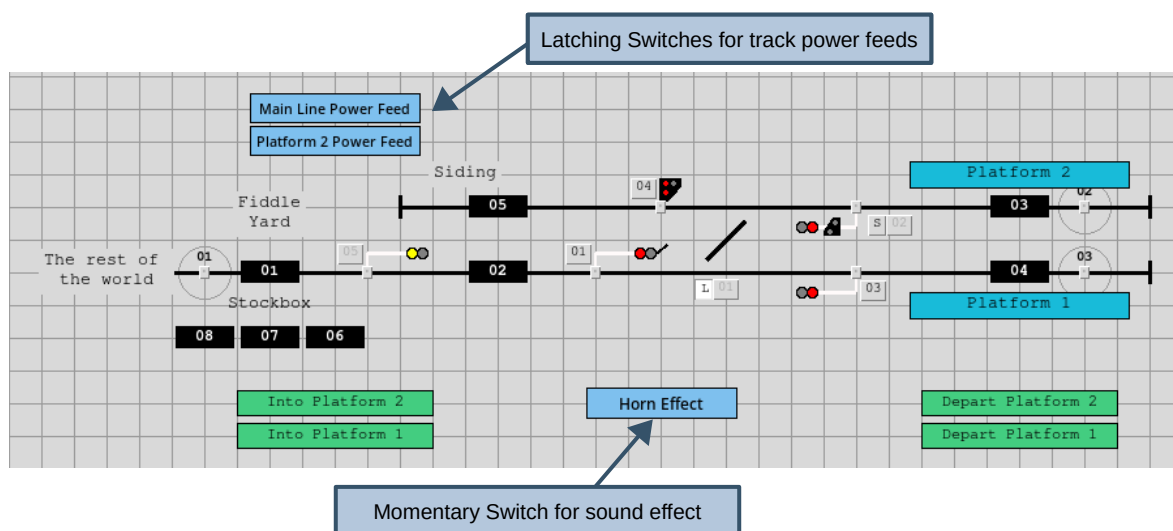 Latching Switches for track power feeds
Main Line Power Feed
Platform 2 Power Feed
Siding
Platform 2
04
Fiddle
Yard
05
03
02
S 02
The rest of
the world
01
01
05
02
01
04
03
L 01
03
Stockbox
Platform 1
08
07
06
Into Platform 2
Horn Effect
Depart Platform 2
Into Platform 1
Depart Platform 1
Momentary Switch for sound effect